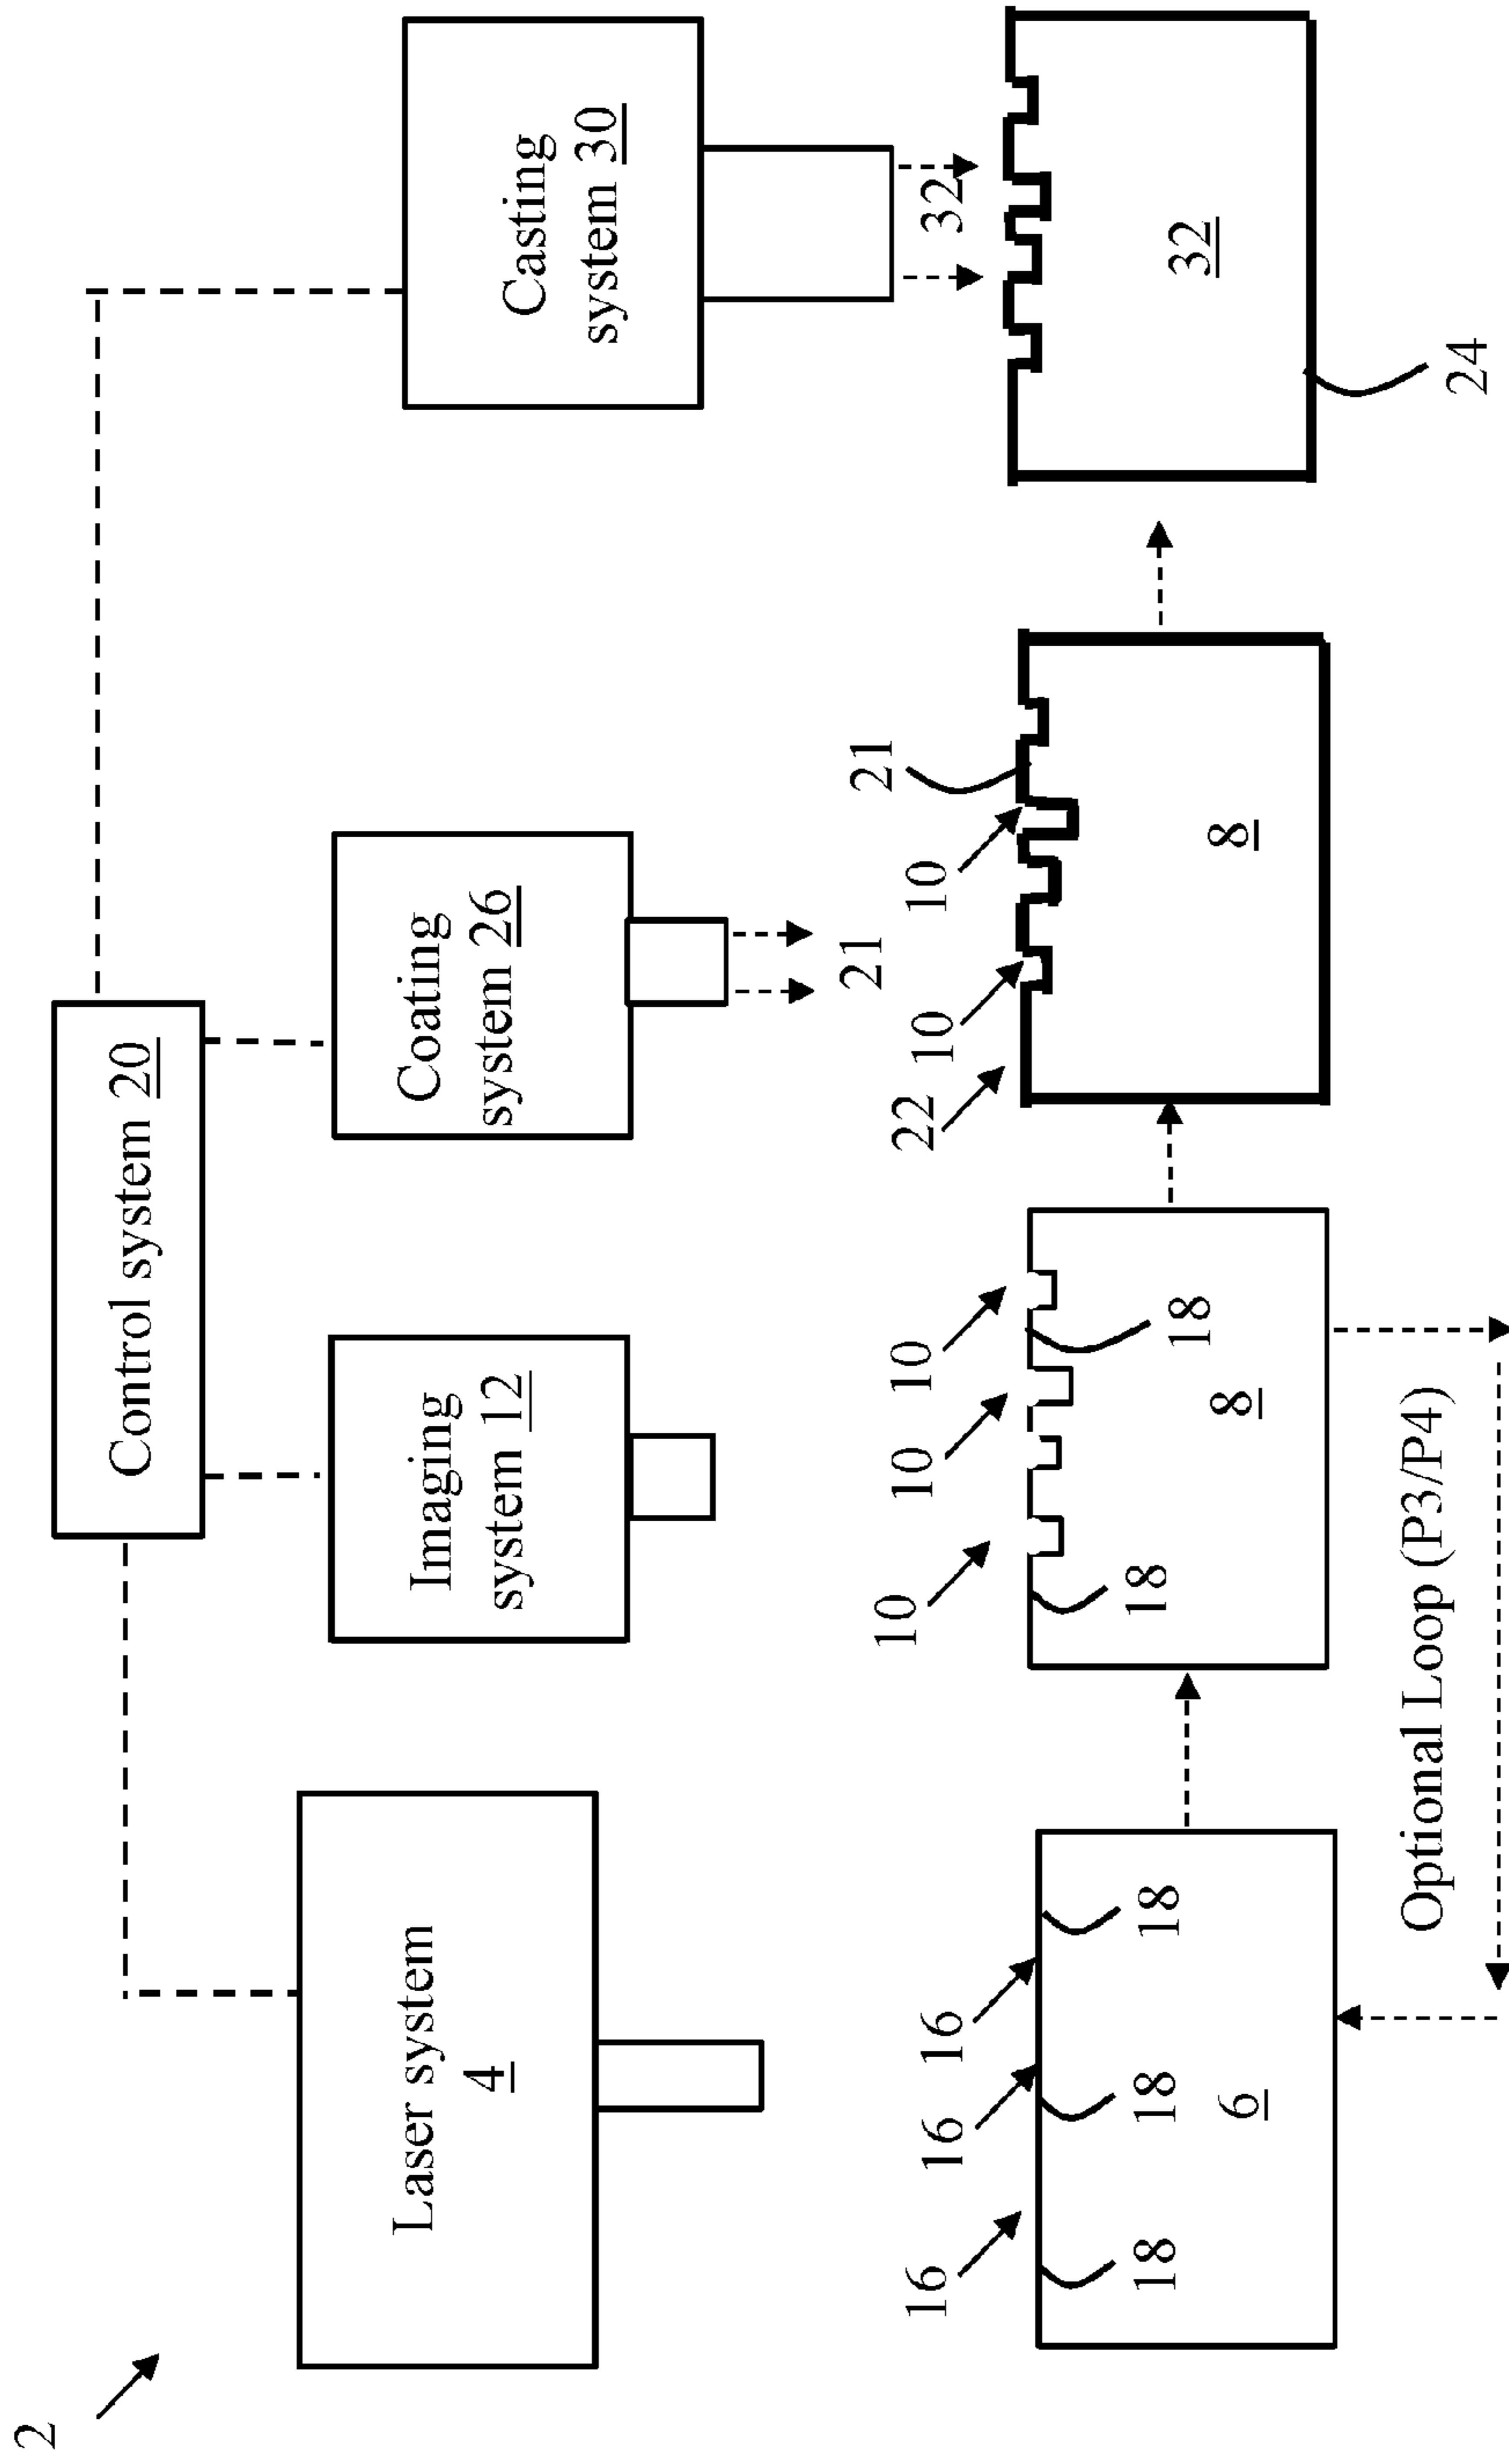 2
Control system 20
Laser system
4
Imaging
system 12
Coating
system 26
Casting
system 30
21
32
16
16
16
18
18
18
6
10
10
10
18
18
8
22
10
10
21
8
32
24
Optional Loop (P3/P4)